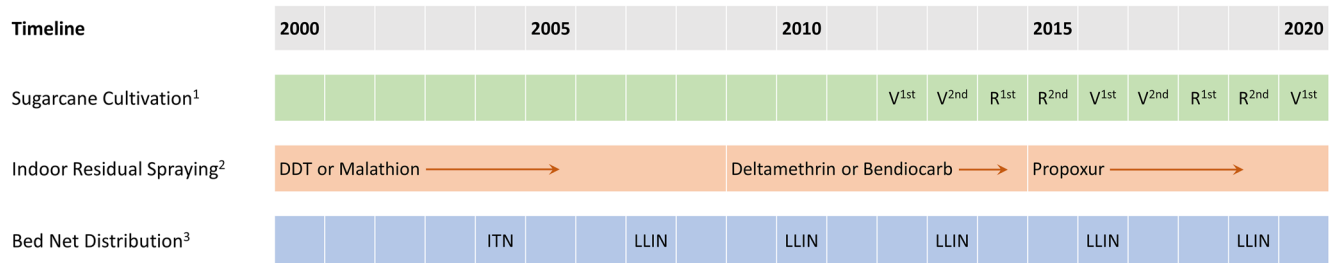 Timeline 2000 2005 2010 2015 2020
Sugarcane Cultivation¹ V¹ˢᵗ V²ⁿᵈ R¹ˢᵗ R²ⁿᵈ V¹ˢᵗ V²ⁿᵈ R¹ˢᵗ R²ⁿᵈ V¹ˢᵗ
Indoor Residual Spraying² DDT or Malathion Deltamethrin or Bendiocarb Propoxur
Bed Net Distribution³ ITN LLIN LLIN LLIN LLIN LLIN